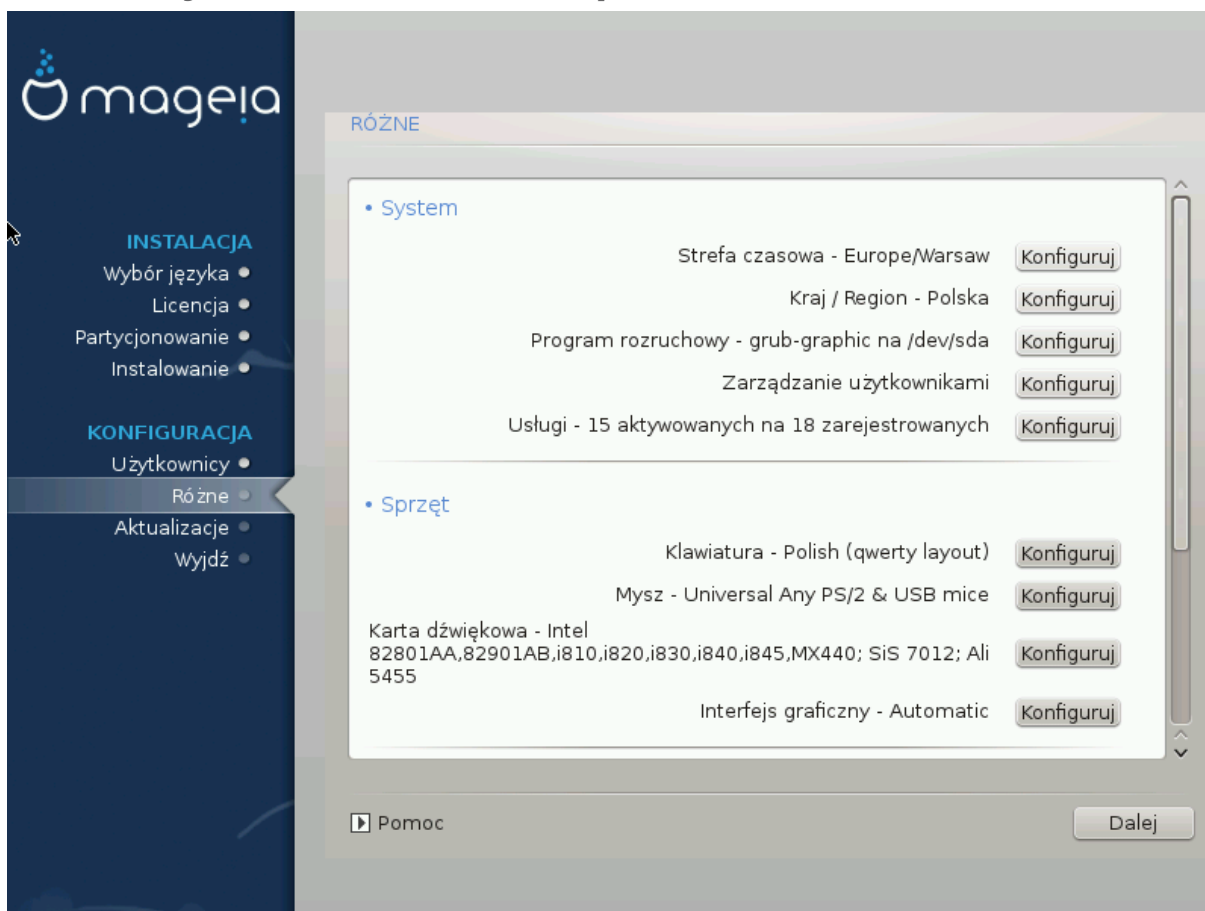 mageia
INSTALACJA
Wybór języka
Licencja
Partycjonowanie
Instalowanie
KONFIGURACJA
Użytkownicy
Różne
Aktualizacje
Wyjdź
RÓŻNE
• System
Strefa czasowa - Europe/Warsaw Konfiguruj
Kraj / Region - Polska Konfiguruj
Program rozruchowy - grub-graphic na /dev/sda Konfiguruj
Zarządzanie użytkownikami Konfiguruj
Usługi - 15 aktywowanych na 18 zarejestrowanych Konfiguruj
• Sprzęt
Klawiatura - Polish (qwerty layout) Konfiguruj
Mysz - Universal Any PS/2 & USB mice Konfiguruj
Karta dźwiękowa - Intel
82801AA,82901AB,i810,i820,i830,i840,i845,MX440; SiS 7012; Ali Konfiguruj
5455
Interfejs graficzny - Automatic Konfiguruj
Pomoc
Dalej